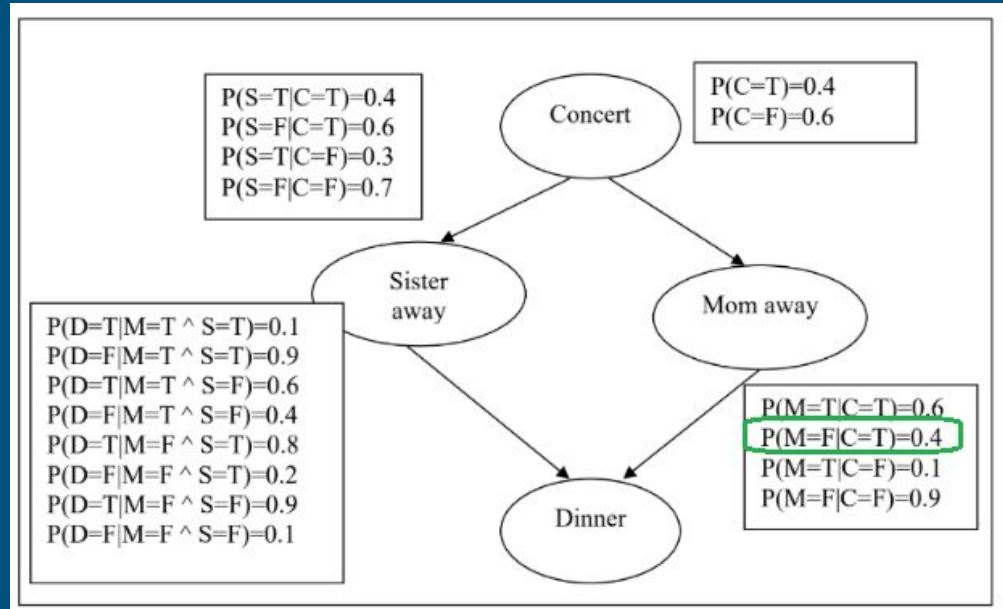 P(S=T|C=T)=0.4
P(S=F|C=T)=0.6
P(S=T|C=F)=0.3
P(S=F|C=F)=0.7
Concert
P(C=T)=0.4
P(C=F)=0.6
Sister
away
Mom away
P(D=T|M=T ^ S=T)=0.1
P(D=F|M=T ^ S=T)=0.9
P(D=T|M=T ^ S=F)=0.6
P(D=F|M=T ^ S=F)=0.4
P(D=T|M=F ^ S=T)=0.8
P(D=F|M=F ^ S=T)=0.2
P(D=T|M=F ^ S=F)=0.9
P(D=F|M=F ^ S=F)=0.1
P(M=T|C=T)=0.6
P(M=F|C=T)=0.4
P(M=T|C=F)=0.1
P(M=F|C=F)=0.9
Dinner